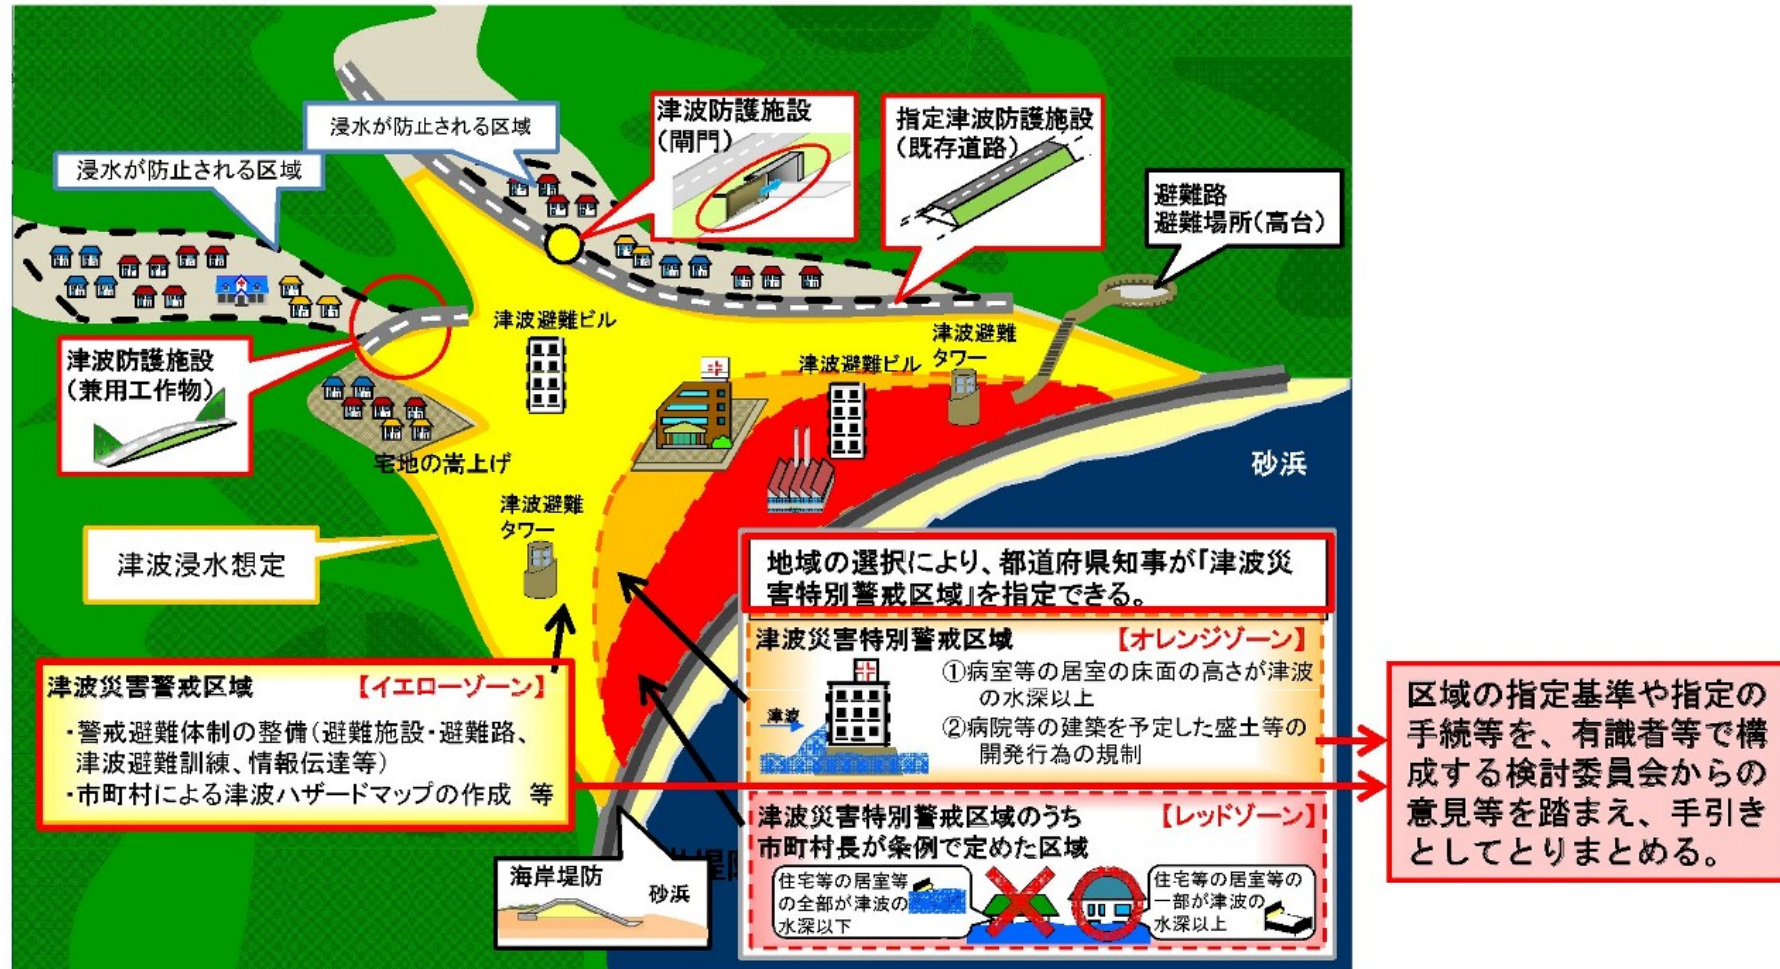 浸水が防止される区域
浸水が防止される区域
津波防護施設
(閘門)
指定津波防護施設
(既存道路)
避難路
避難場所(高台)
津波防護施設
(兼用工作物)
津波避難ビル
津波避難ビル
津波避難
タワー
宅地の嵩上げ
津波避難
タワー
砂浜
津波浸水想定
地域の選択により、都道府県知事が「津波災
害特別警戒区域」を指定できる。
津波災害特別警戒区域 【オレンジゾーン】
①病室等の居室の床面の高さが津波
の水深以上
②病院等の建築を予定した盛土等の
開発行為の規制
津波
津波災害警戒区域 【イエローゾーン】
・警戒避難体制の整備(避難施設・避難路、
津波避難訓練、情報伝達等)
・市町村による津波ハザードマップの作成 等
津波災害特別警戒区域のうち 【レッドゾーン】
市町村長が条例で定めた区域
住宅等の居室等
の全部が津波の
水深以下
住宅等の居室等の
一部が津波の
水深以上
海岸堤防
砂浜
区域の指定基準や指定の
手続等を、有識者等で構
成する検討委員会からの
意見等を踏まえ、手引き
としてとりまとめる。